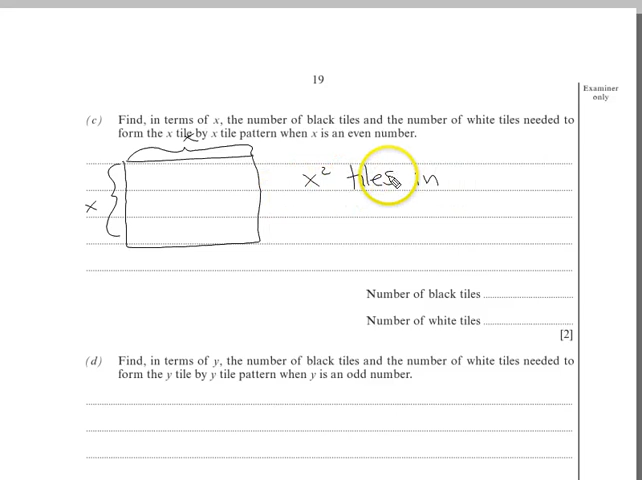 19
Examiner
only
(c) Find, in terms of x, the number of black tiles and the number of white tiles needed to
form the x tile by x tile pattern when x is an even number.
x
x² tiles in
x
Number of black tiles
Number of white tiles
[2]
(d) Find, in terms of y, the number of black tiles and the number of white tiles needed to
form the y tile by y tile pattern when y is an odd number.